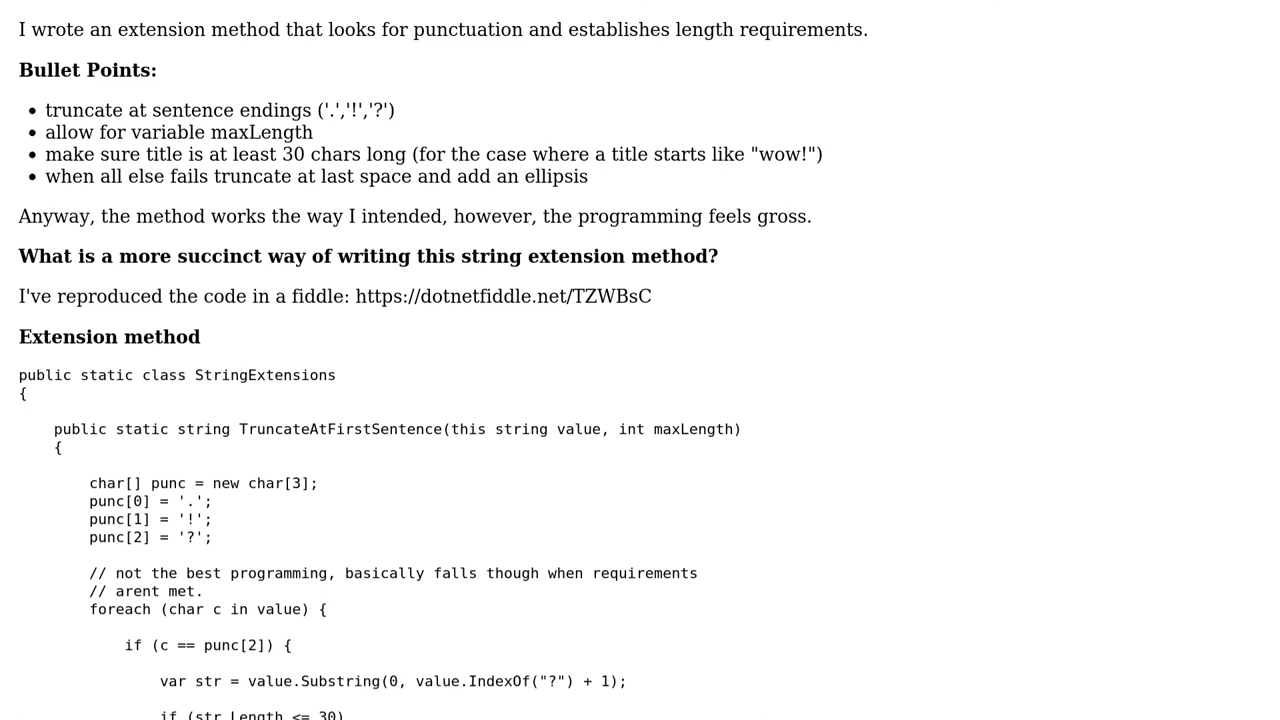 I wrote an extension method that looks for punctuation and establishes length requirements.
Bullet Points:
• truncate at sentence endings ('.','!','?')
• allow for variable maxLength
• make sure title is at least 30 chars long (for the case where a title starts like "wow!")
• when all else fails truncate at last space and add an ellipsis
Anyway, the method works the way I intended, however, the programming feels gross.
What is a more succinct way of writing this string extension method?
I've reproduced the code in a fiddle: https://dotnetfiddle.net/TZWBsC
Extension method
public static class StringExtensions
{
    public static string TruncateAtFirstSentence(this string value, int maxLength)
    {
        char[] punc = new char[3];
        punc[0] = '.';
        punc[1] = '!';
        punc[2] = '?';
        // not the best programming, basically falls though when requirements
        // arent met.
        foreach (char c in value) {
            if (c == punc[2]) {
                var str = value.Substring(0, value.IndexOf("?") + 1);
                if (str.Length <= 30)